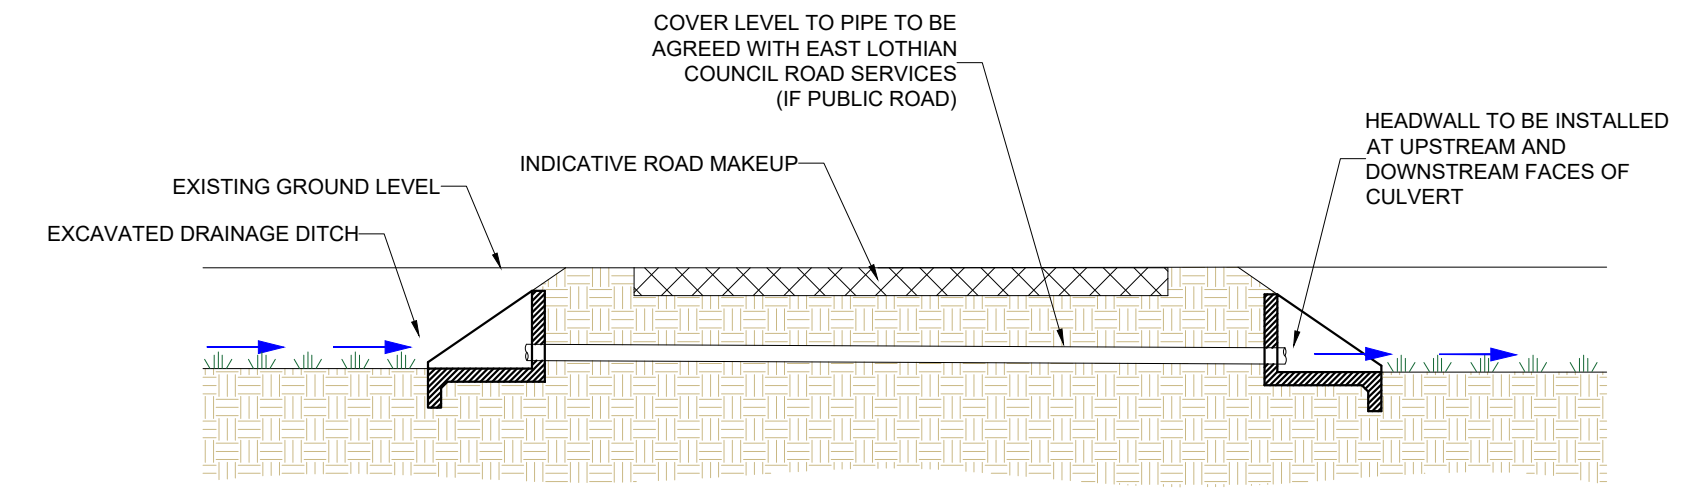 COVER LEVEL TO PIPE TO BE
AGREED WITH EAST LOTHIAN
COUNCIL ROAD SERVICES
(IF PUBLIC ROAD)
HEADWALL TO BE INSTALLED
AT UPSTREAM AND
DOWNSTREAM FACES OF
CULVERT
INDICATIVE ROAD MAKEUP
EXISTING GROUND LEVEL
EXCAVATED DRAINAGE DITCH